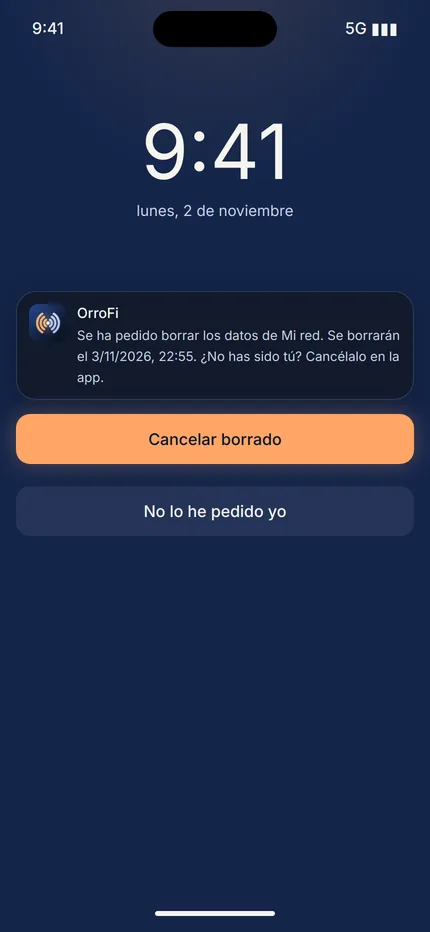 9:41
5G
9:41
lunes, 2 de noviembre
OrroFi
Se ha pedido borrar los datos de Mi red. Se borrarán
el 3/11/2026, 22:55. ¿No has sido tú? Cancélalo en la
app.
Cancelar borrado
No lo he pedido yo